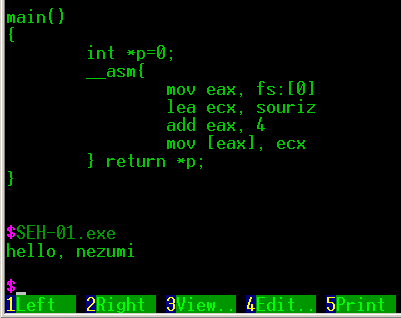 main()
{
int *p=0;
__asm{
mov eax, fs:[0]
lea ecx, souriz
add eax, 4
mov [eax], ecx
} return *p;
}
$SEH-01.exe
hello, nezumi
$
1Left 2Right 3View.. 4Edit.. 5Print